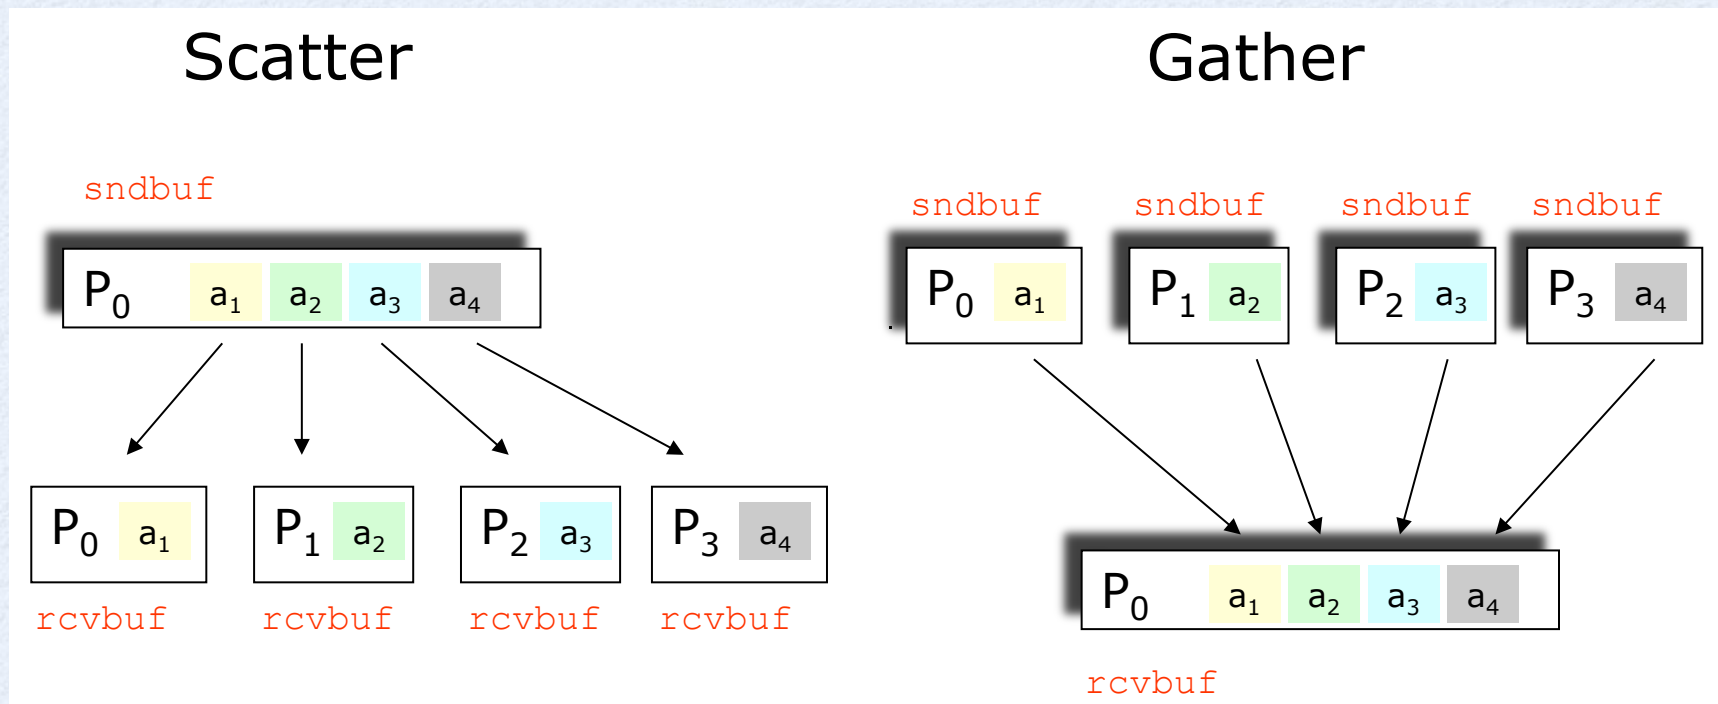 Scatter
sndbuf
P0 a1 a2 a3 a4
P0 a1
P1 a2
P2 a3
P3 a4
rcvbuf rcvbuf rcvbuf rcvbuf
Gather
sndbuf sndbuf sndbuf sndbuf
P0 a1
P1 a2
P2 a3
P3 a4
P0 a1 a2 a3 a4
rcvbuf